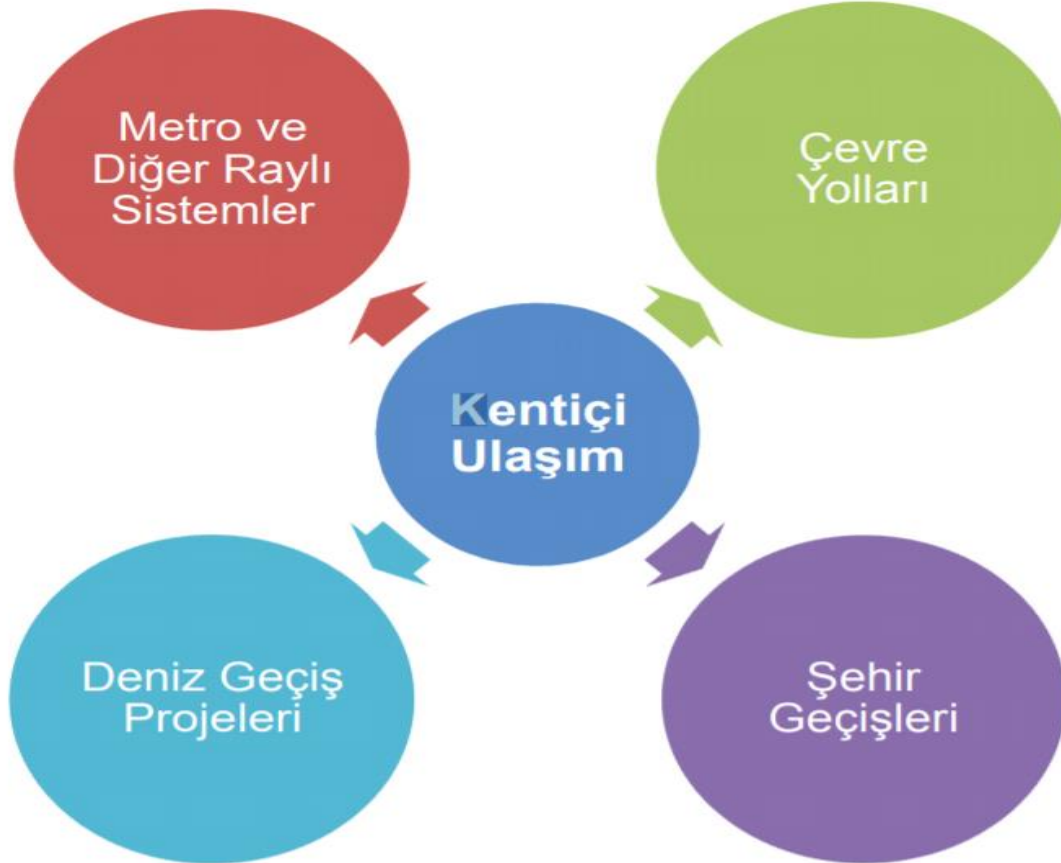 Metro ve
Diğer Raylı
Sistemler
Çevre
Yolları
Kentiçi
Ulaşım
Deniz Geçiş
Projeleri
Şehir
Geçişleri